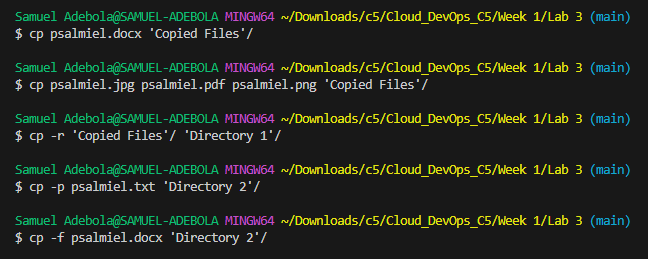 Samuel Adebola@SAMUEL-ADEBOLA MINGW64 ~/Downloads/c5/Cloud_DevOps_C5/Week 1/Lab 3 (main)
$ cp psalmiel.docx 'Copied Files'/
Samuel Adebola@SAMUEL-ADEBOLA MINGW64 ~/Downloads/c5/Cloud_DevOps_C5/Week 1/Lab 3 (main)
$ cp psalmiel.jpg psalmiel.pdf psalmiel.png 'Copied Files'/
Samuel Adebola@SAMUEL-ADEBOLA MINGW64 ~/Downloads/c5/Cloud_DevOps_C5/Week 1/Lab 3 (main)
$ cp -r 'Copied Files'/ 'Directory 1'/
Samuel Adebola@SAMUEL-ADEBOLA MINGW64 ~/Downloads/c5/Cloud_DevOps_C5/Week 1/Lab 3 (main)
$ cp -p psalmiel.txt 'Directory 2'/
Samuel Adebola@SAMUEL-ADEBOLA MINGW64 ~/Downloads/c5/Cloud_DevOps_C5/Week 1/Lab 3 (main)
$ cp -f psalmiel.docx 'Directory 2'/